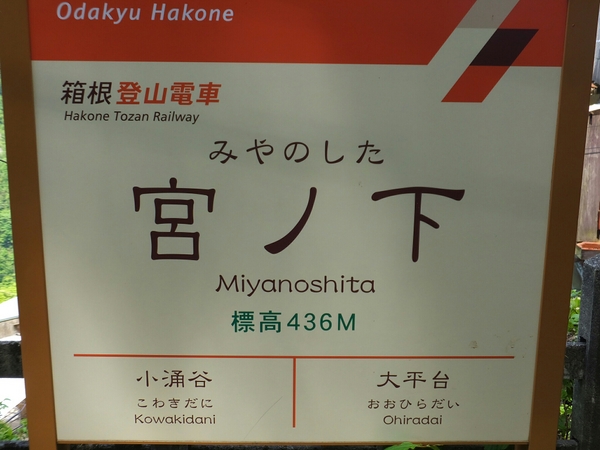 Odakyu Hakone
箱根登山電車
Hakone Tozan Railway
みやのした
宮ノ下
Miyanoshita
標高436M
小涌谷
こわきだに
Kowakidani
大平台
おおひらだい
Ohiradai